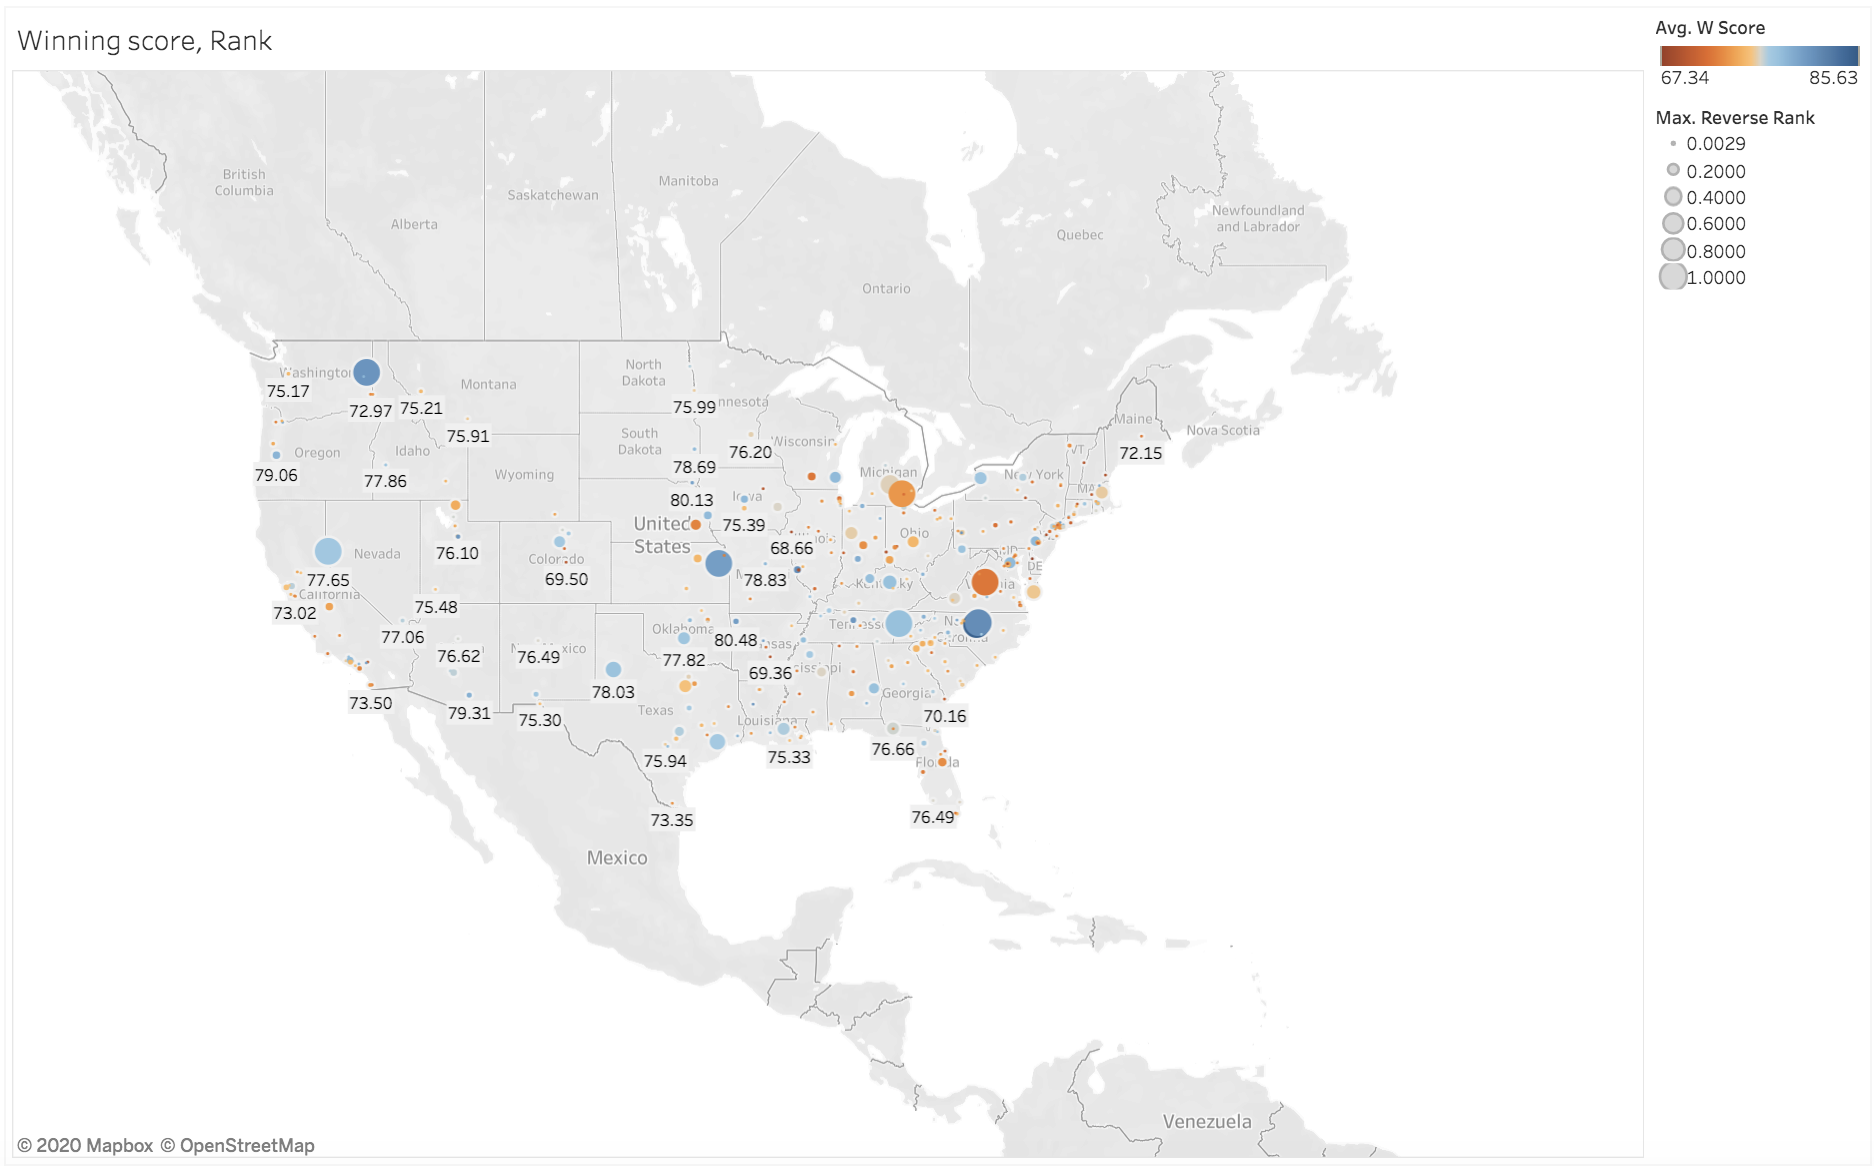 Winning score, Rank
Avg. W Score
67.34
85.63
Max. Reverse Rank
0.0029
0.2000
0.4000
0.6000
0.8000
1.0000
British
Columbia
Alberta
Saskatchewan
Manitoba
Ontario
Quebec
Newfoundland
and Labrador
Nova Scotia
Maine
72.15
Washington
75.17
72.97
75.21
Montana
75.91
North
Dakota
75.99
South
Dakota
78.69
76.20
Wisconsin
Michigan
VT
New York
MA
Oregon
79.06
Idaho
77.86
Wyoming
80.13
Iowa
75.39
United
States
68.66
Ohio
DE
Nevada
77.65
76.10
Colorado
69.50
78.83
Kentucky
California
73.02
75.48
77.06
76.62
76.49
Oklahoma
77.82
80.48
69.36
78.03
73.50
79.31
75.30
Texas
Louisiana
Georgia
70.16
75.94
75.33
76.66
Florida
76.49
73.35
Mexico
Venezuela
© 2020 Mapbox © OpenStreetMap